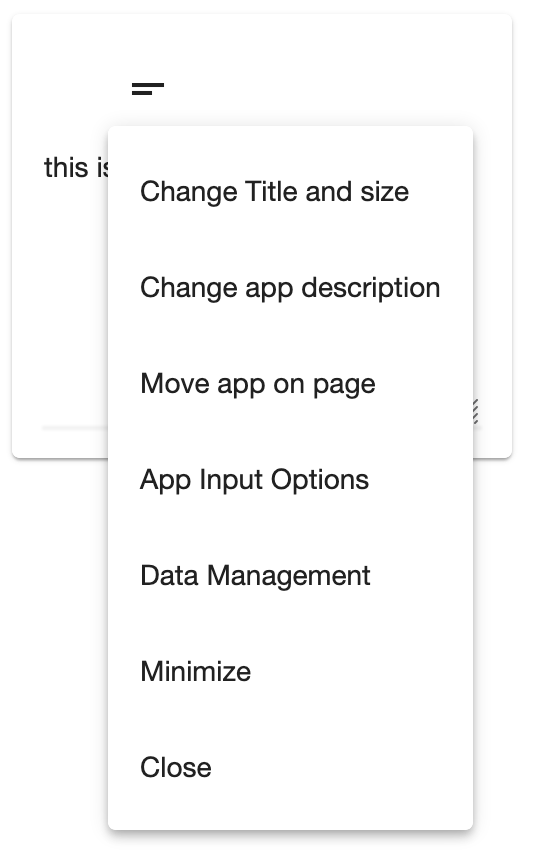 this is
Change Title and size
Change app description
Move app on page
App Input Options
Data Management
Minimize
Close